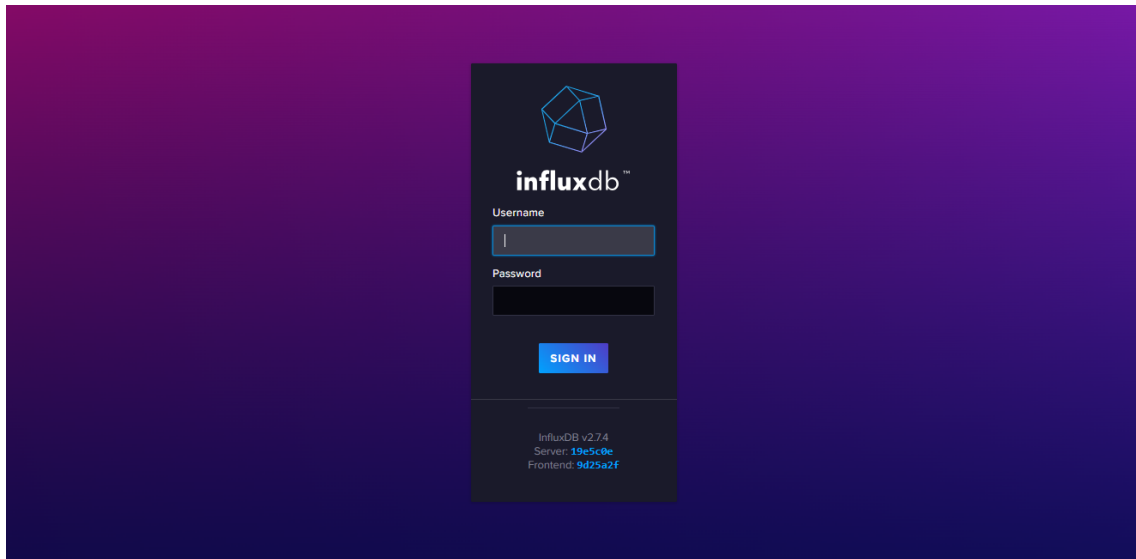 influxdb™
Username
Password
SIGN IN
InfluxDB v2.7.4
Server: 19e5c0e
Frontend: 9d25a2f